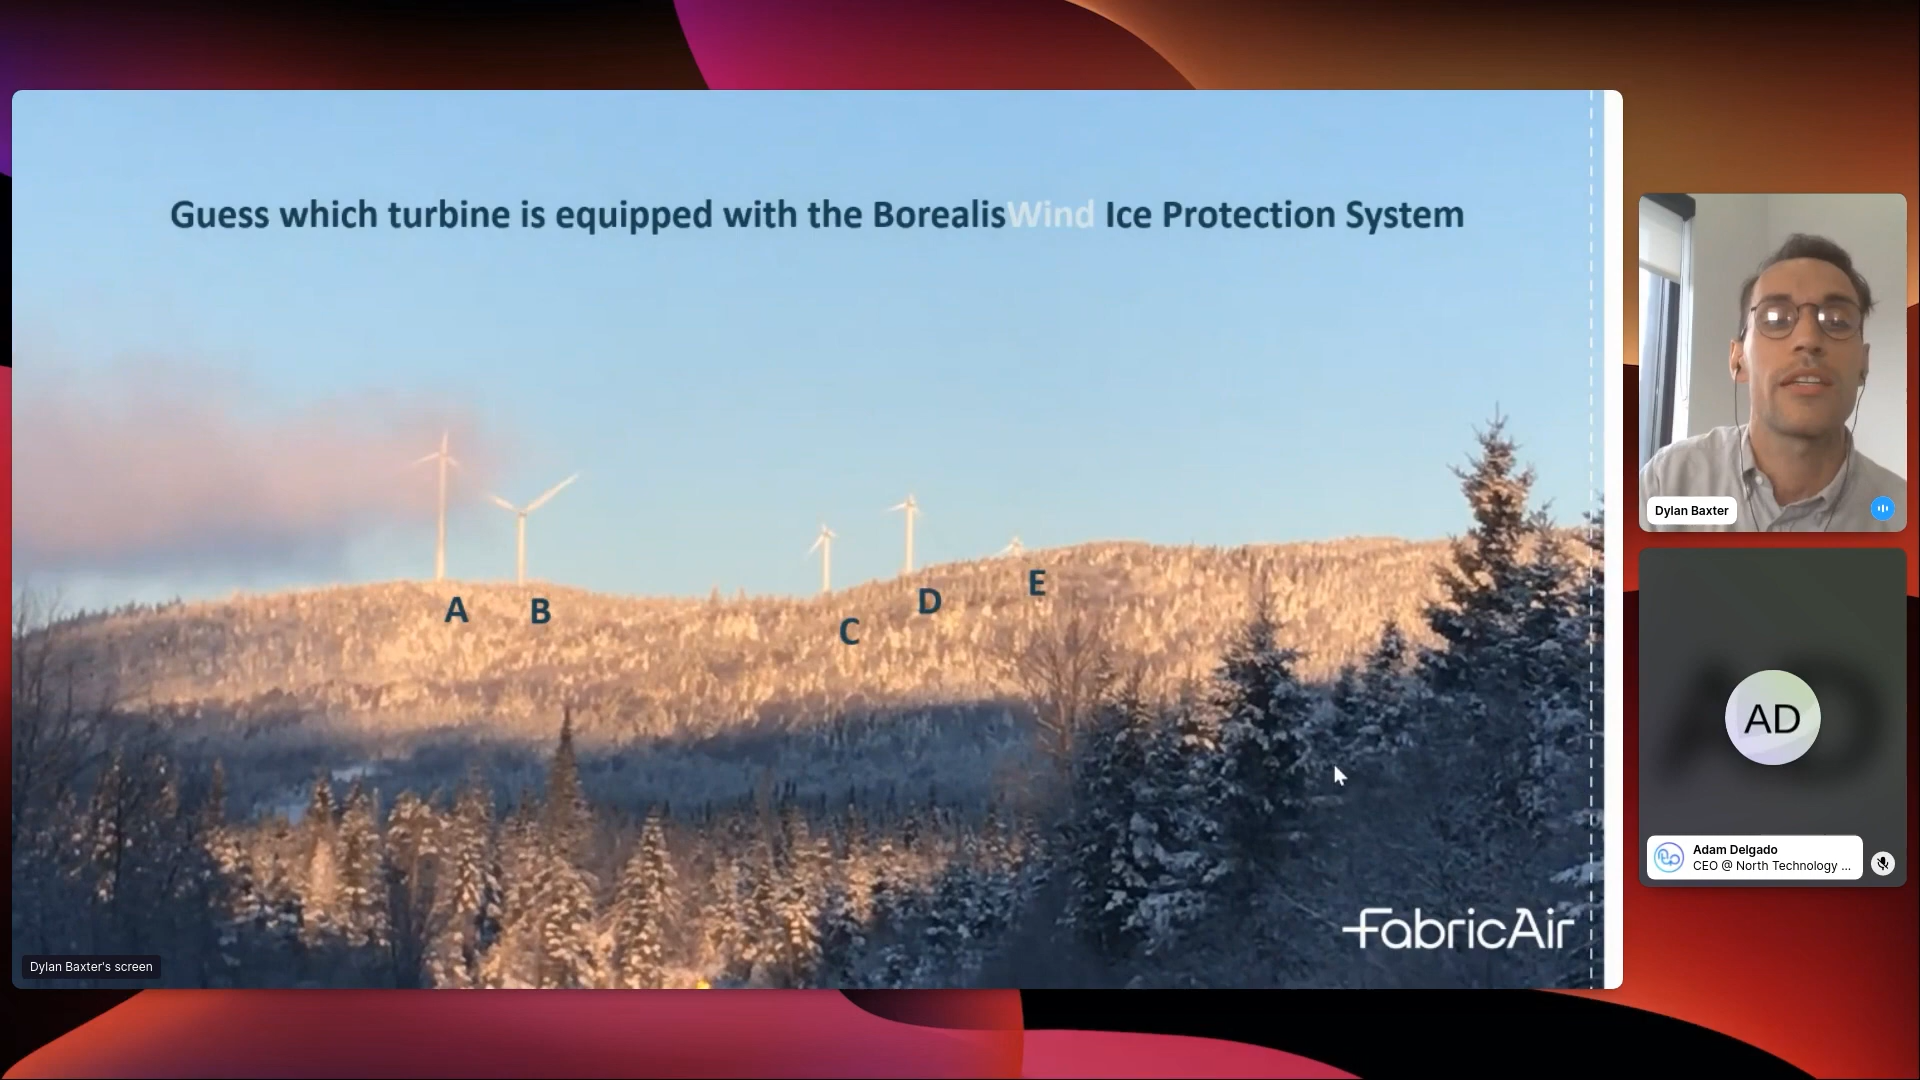 Guess which turbine is equipped with the BorealisWind Ice Protection System
A
B
C
D
E
FabricAir
Dylan Baxter's screen
Dylan Baxter
AD
Adam Delgado
CEO @ North Technology ...